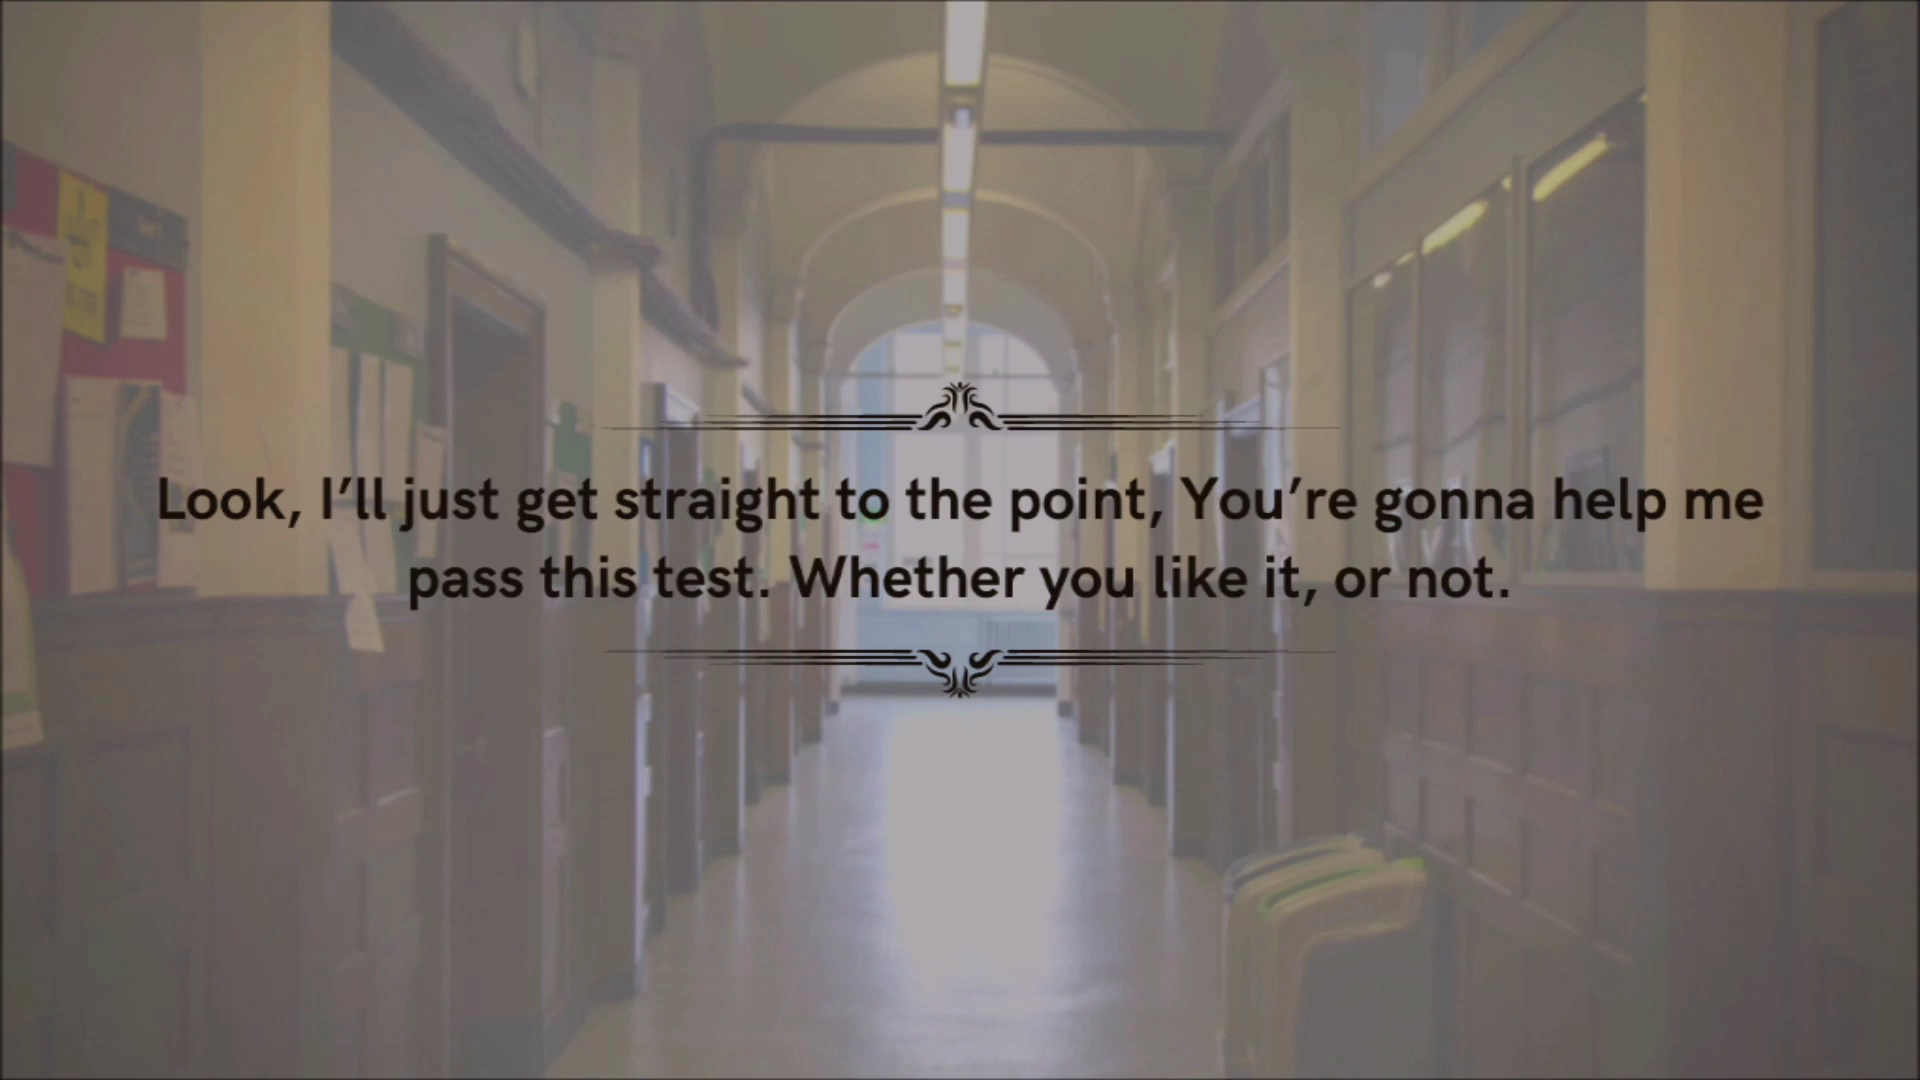 Look, I’ll just get straight to the point, You’re gonna help me
pass this test. Whether you like it, or not.